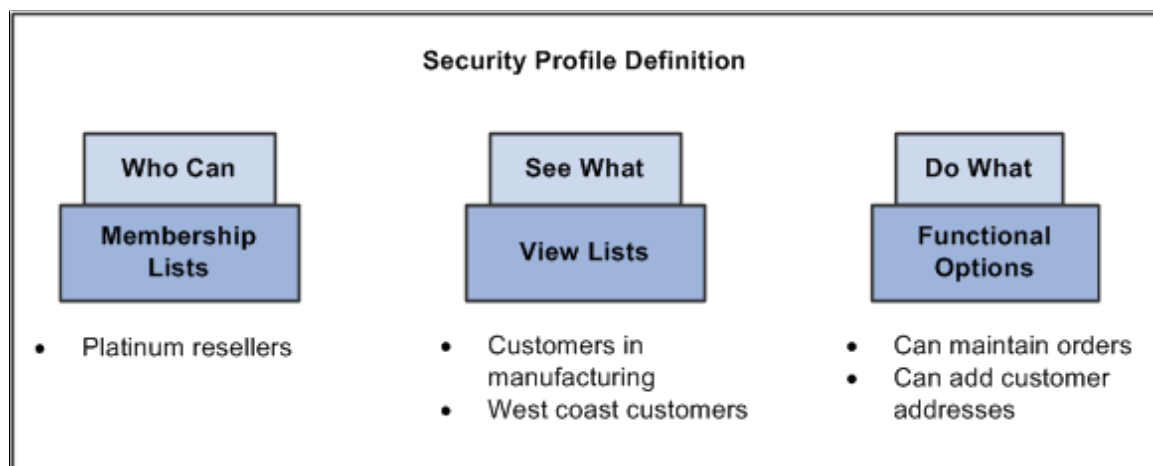 Security Profile Definition
Who Can
Membership
Lists
• Platinum resellers
See What
View Lists
• Customers in
manufacturing
• West coast customers
Do What
Functional
Options
• Can maintain orders
• Can add customer
addresses